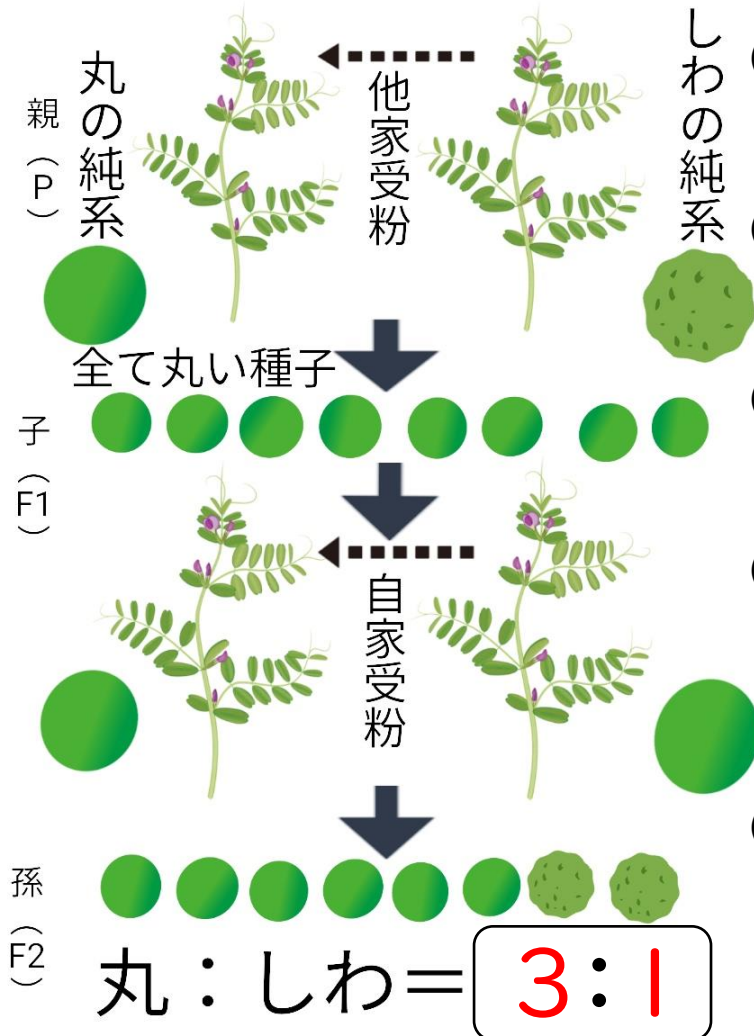 親（P）
丸の純系
他家受粉
しわの純系
全て丸い種子
子（F1）
自家受粉
孫（F2）
丸：しわ＝3：1